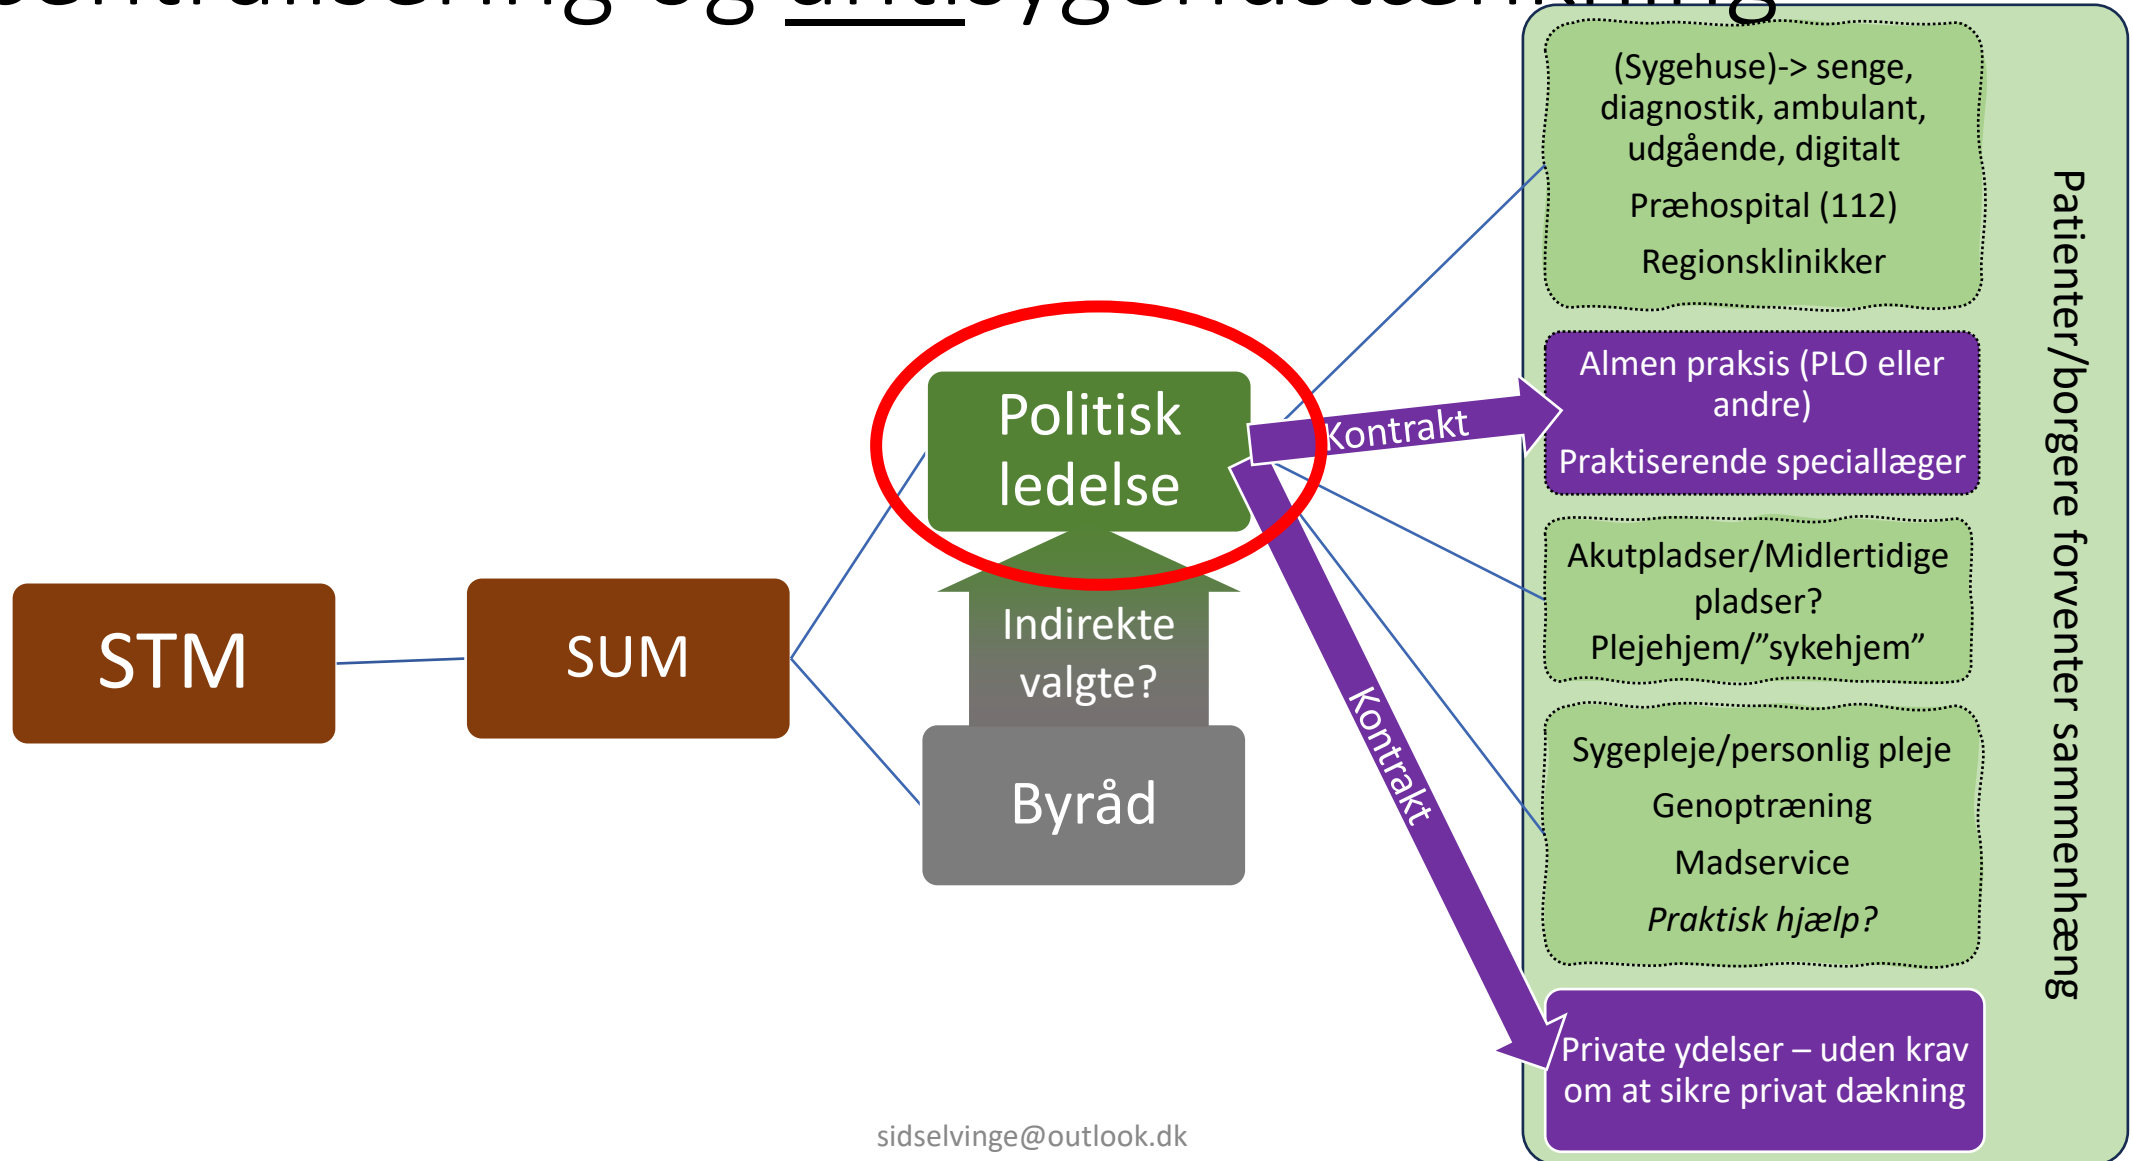 og
(Sygehuse)-> senge,
diagnostik, ambulant,
udgående, digitalt
Præhospital (112)
Regionsklinikker
Patienter/borgere forventer sammenhæng
Almen praksis (PLO eller
andre)
Praktiserende speciallæger
Politisk
ledelse
Kontrakt
Akutpladser/Midlertidige
pladser?
Plejehjem/”sykehjem”
STM
SUM
Indirekte
valgte?
Kontrakt
Byråd
Sygepleje/personlig pleje
Genoptræning
Madservice
Praktisk hjælp?
Private ydelser – uden krav
om at sikre privat dækning
sidselvinge@outlook.dk